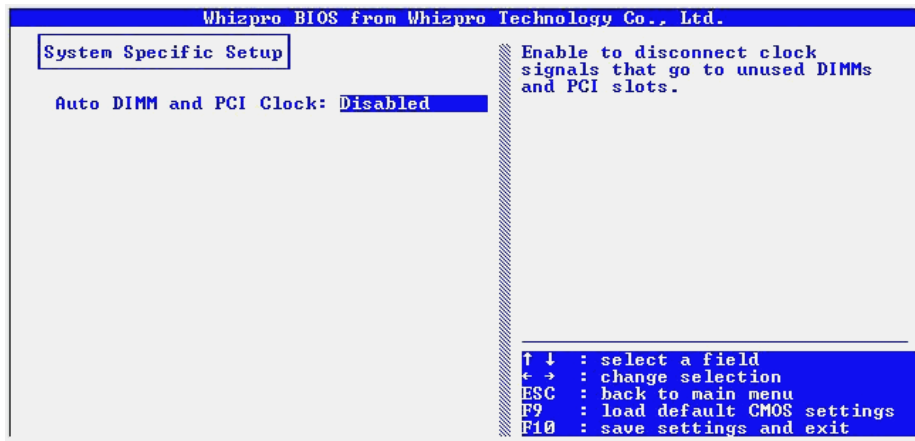 Whizpro BIOS from Whizpro Technology Co., Ltd.
System Specific Setup
Auto DIMM and PCI Clock: Disabled
Enable to disconnect clock
signals that go to unused DIMMs
and PCI slots.
↑ ↓ : select a field
← → : change selection
ESC : back to main menu
F9 : load default CMOS settings
F10 : save settings and exit